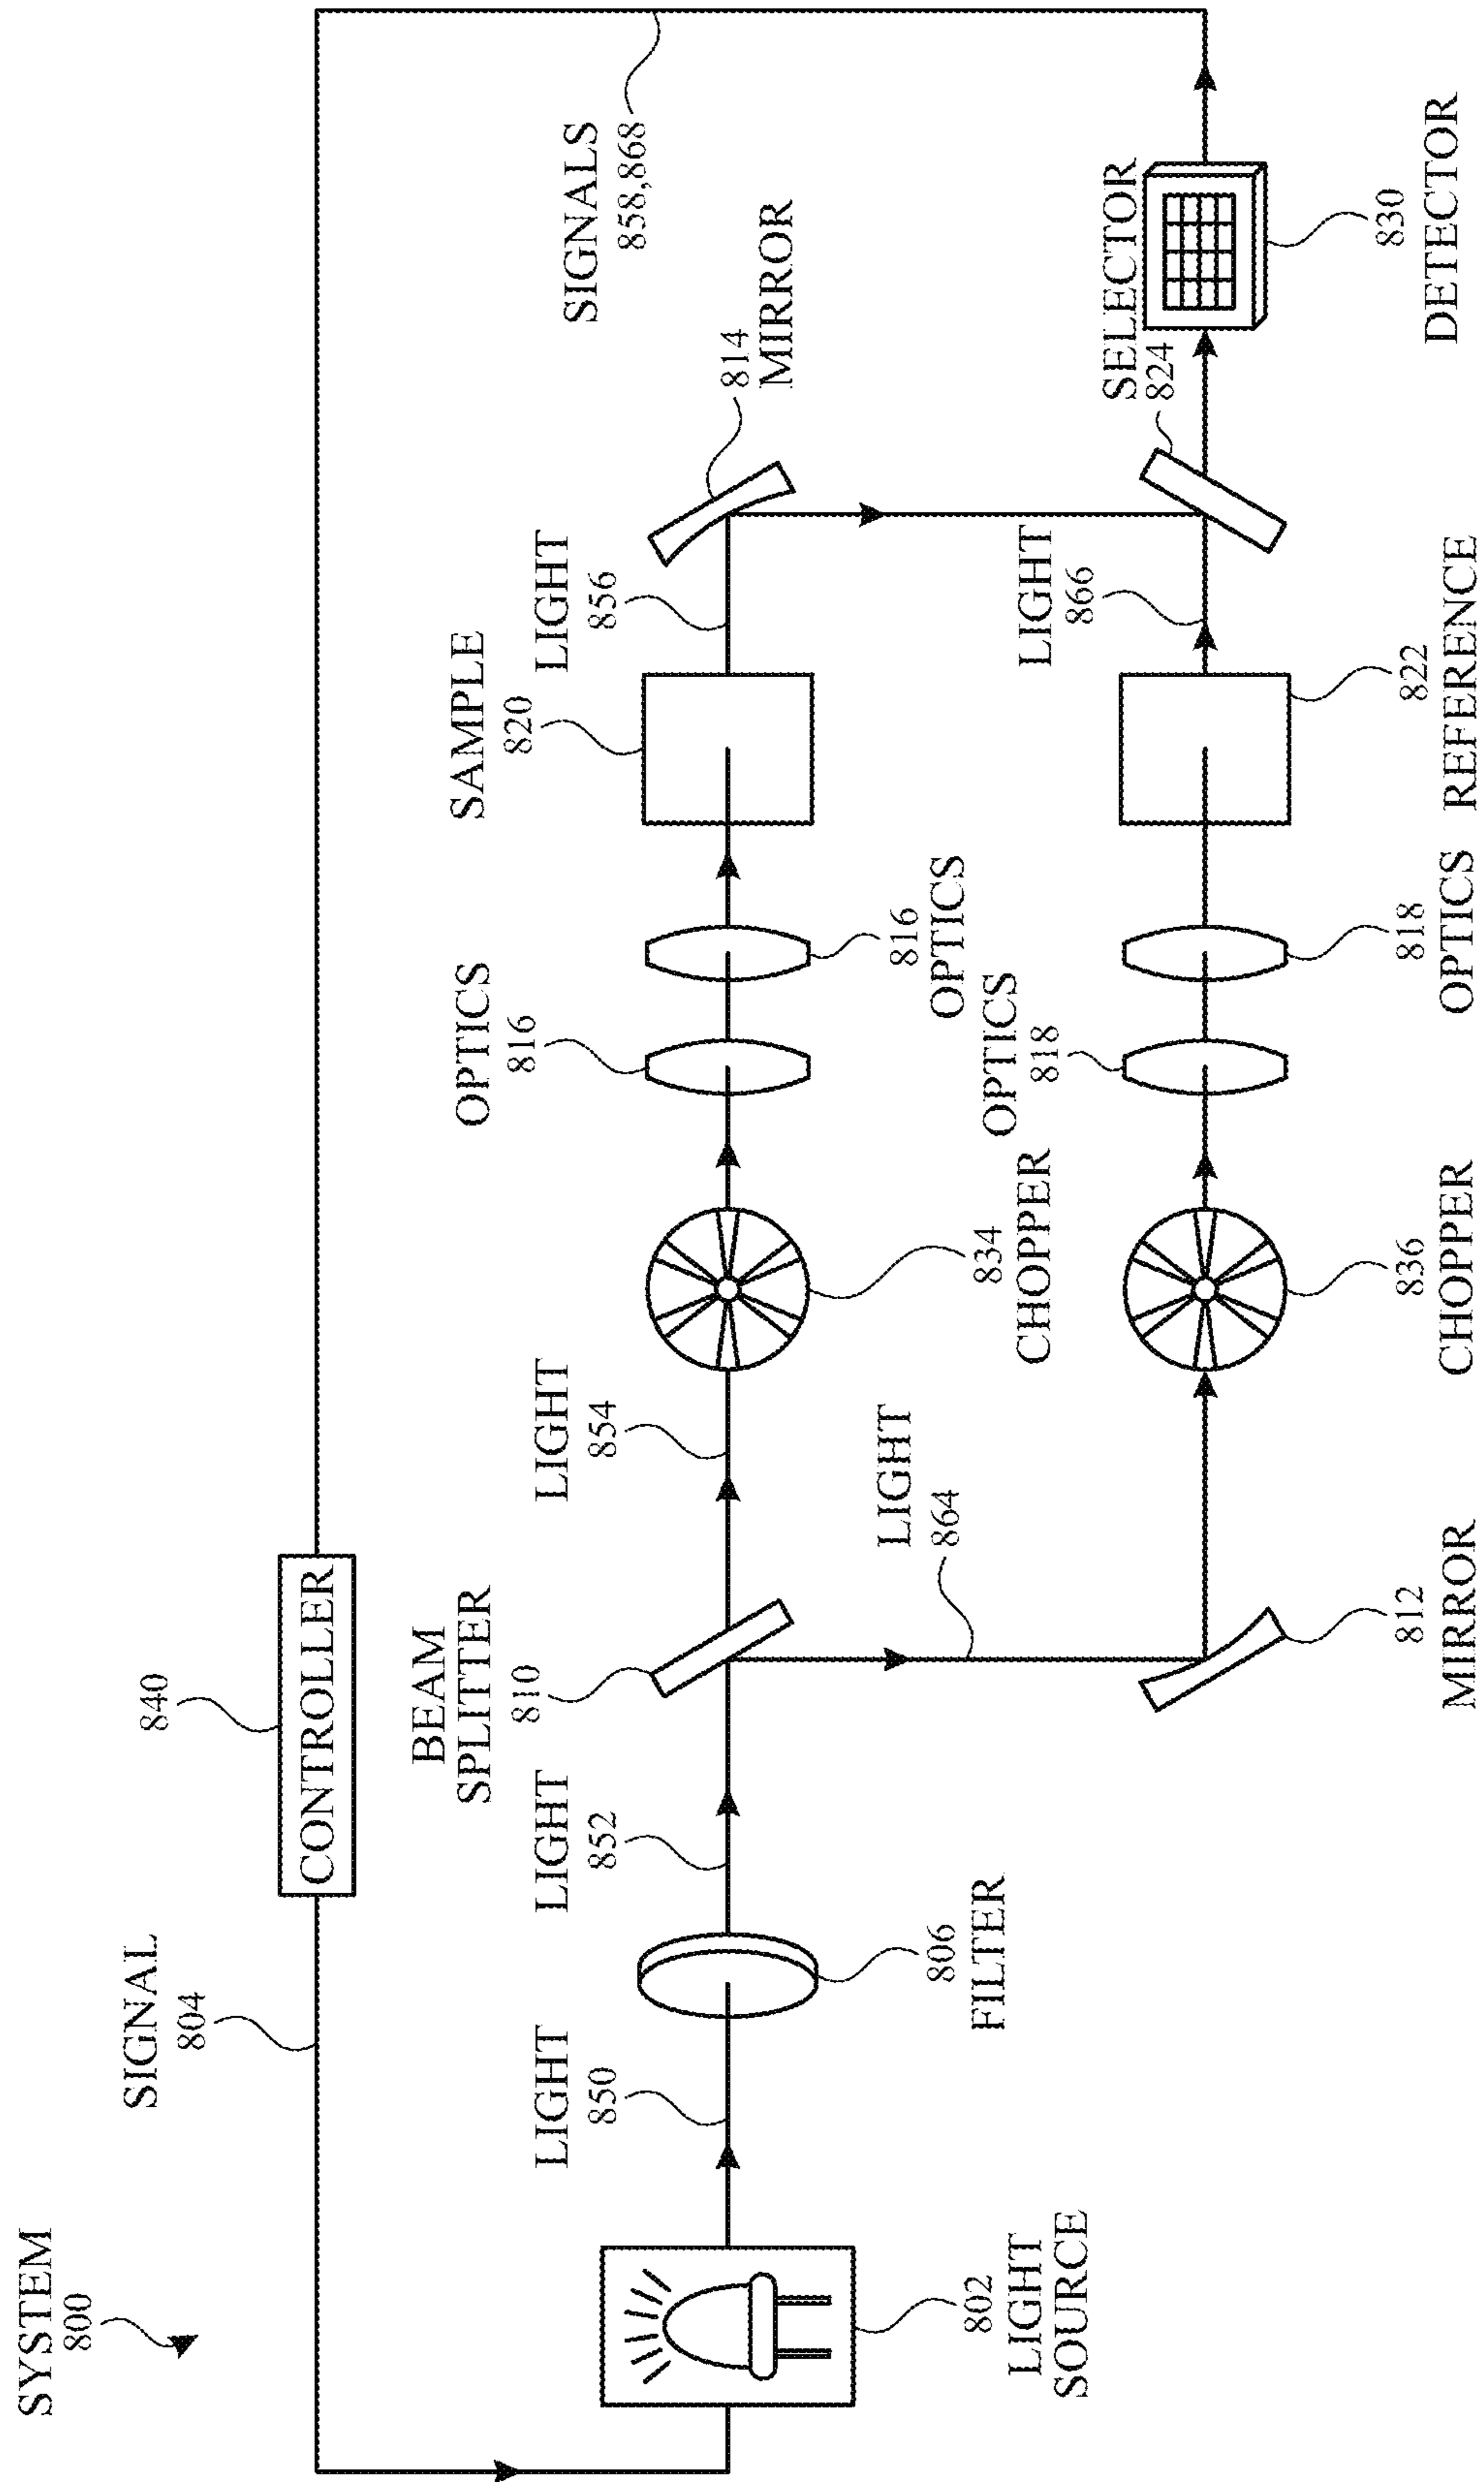 SYSTEM
800
SIGNAL
804
840
CONTROLLER
SIGNALS
858,868
LIGHT
850
LIGHT
852
BEAM
SPLITTER
810
LIGHT
854
OPTICS
816
SAMPLE
820
LIGHT
856
814
MIRROR
802
LIGHT
SOURCE
806
FILTER
LIGHT
864
834
CHOPPER
816
OPTICS
OPTICS
818
LIGHT
866
SELECTOR
824
812
MIRROR
836
CHOPPER
818
OPTICS
822
REFERENCE
830
DETECTOR